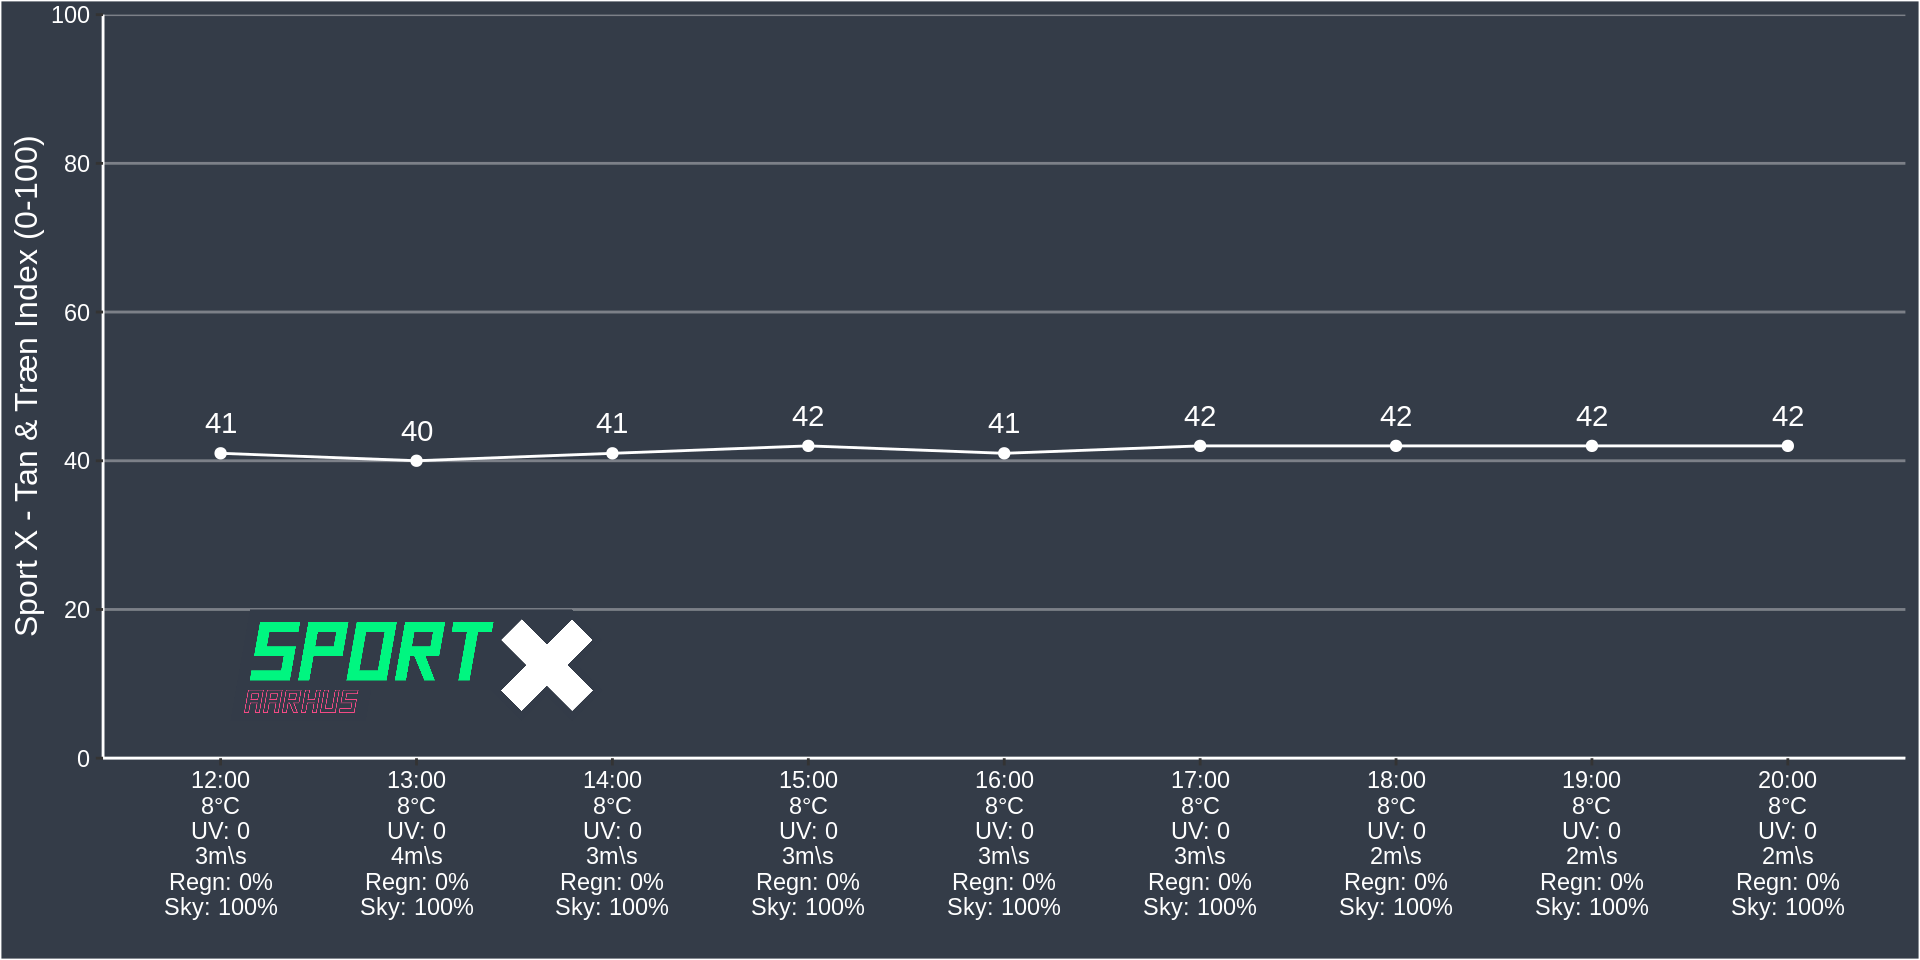 Sport X - Tan & Træn Index (0-100)
100
80
60
40
20
0
41
40
41
42
41
42
42
42
42
SPORT X
AARHUS
12:00
8°C
UV: 0
3m\s
Regn: 0%
Sky: 100%
13:00
8°C
UV: 0
4m\s
Regn: 0%
Sky: 100%
14:00
8°C
UV: 0
3m\s
Regn: 0%
Sky: 100%
15:00
8°C
UV: 0
3m\s
Regn: 0%
Sky: 100%
16:00
8°C
UV: 0
3m\s
Regn: 0%
Sky: 100%
17:00
8°C
UV: 0
3m\s
Regn: 0%
Sky: 100%
18:00
8°C
UV: 0
2m\s
Regn: 0%
Sky: 100%
19:00
8°C
UV: 0
2m\s
Regn: 0%
Sky: 100%
20:00
8°C
UV: 0
2m\s
Regn: 0%
Sky: 100%